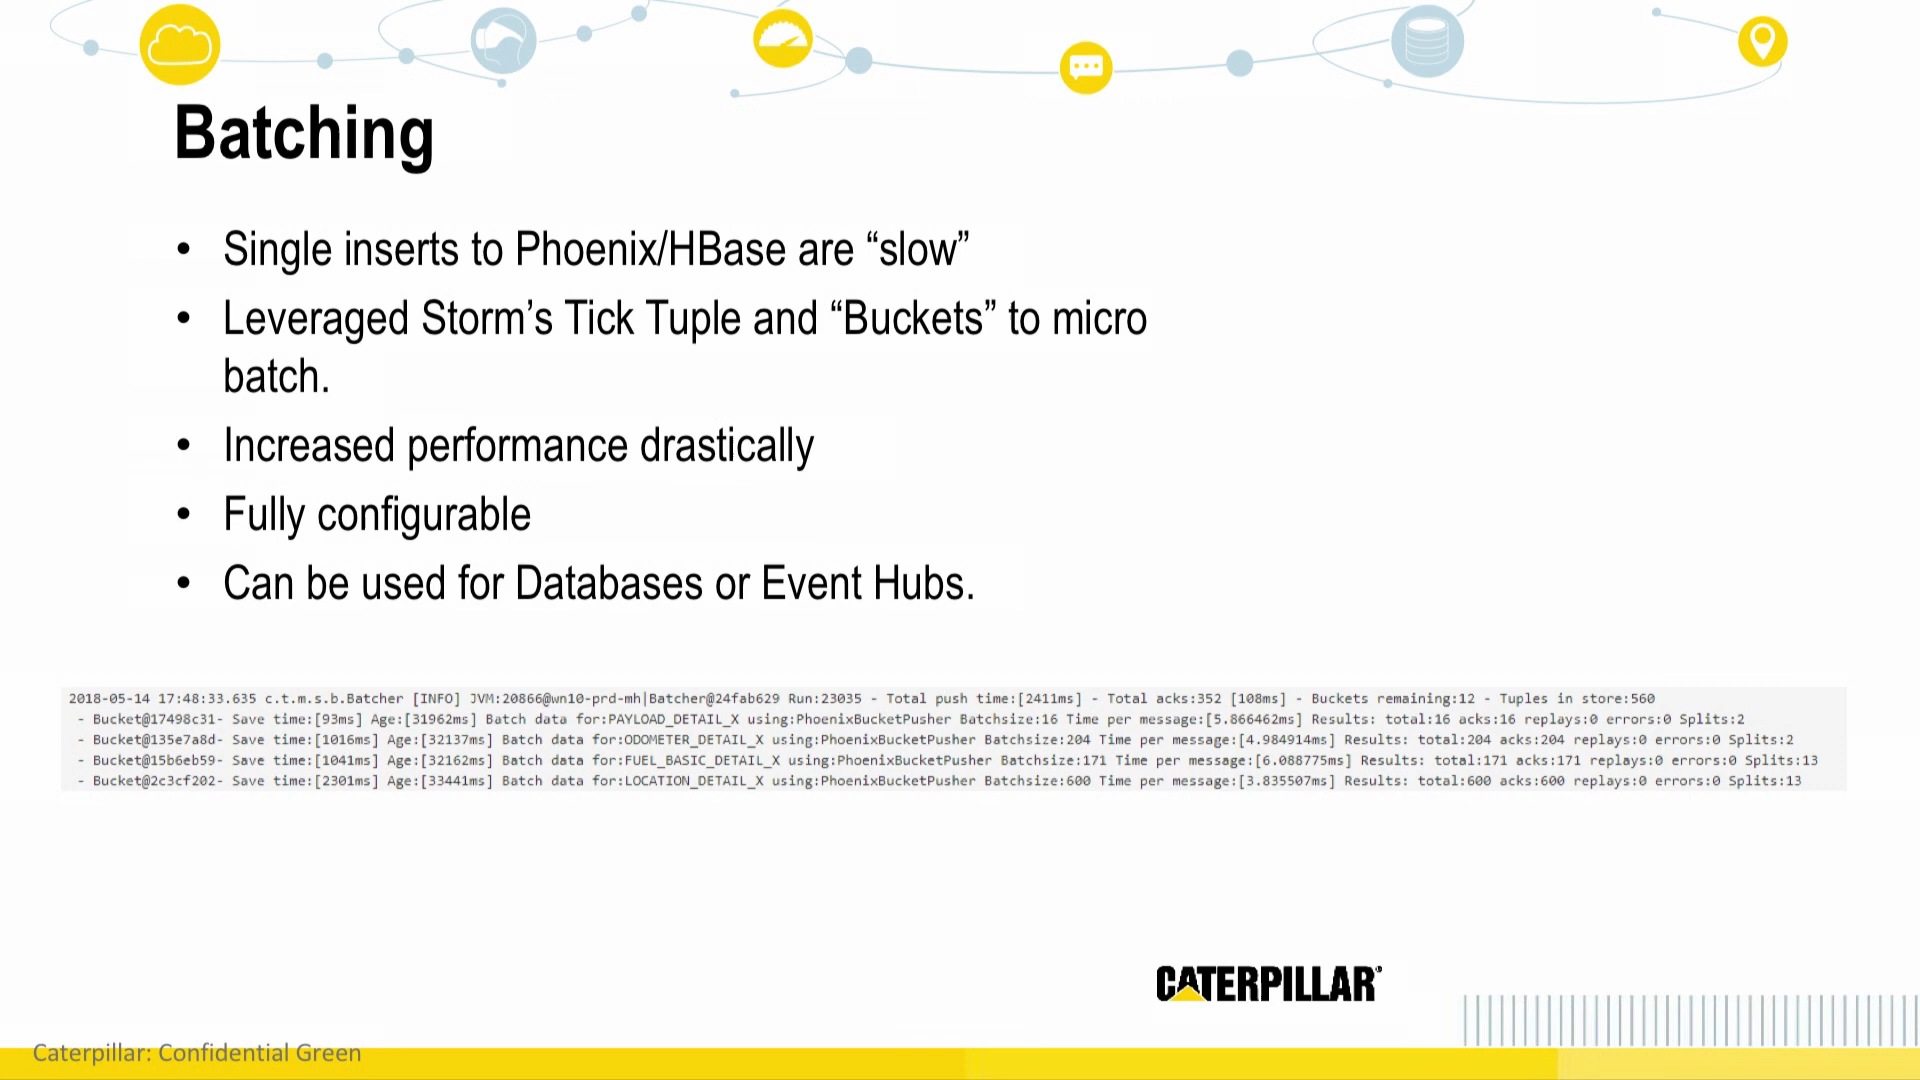 Batching
• Single inserts to Phoenix/HBase are “slow”
• Leveraged Storm’s Tick Tuple and “Buckets” to micro
batch.
• Increased performance drastically
• Fully configurable
• Can be used for Databases or Event Hubs.
2018-05-14 17:48:33.635 c.t.m.s.b.Batcher [INFO] JVM:20866@wn10-prd-mh|Batcher@24fab629 Run:23035 - Total push time:[2411ms] - Total acks:352 [108ms] - Buckets remaining:12 - Tuples in store:560
- Bucket@17498c31- Save time:[93ms] Age:[31962ms] Batch data for:PAYLOAD_DETAIL_X using:PhoenixBucketPusher Batchsize:16 Time per message:[5.866462ms] Results: total:16 acks:16 replays:0 errors:0 Splits:2
- Bucket@135e7a8d- Save time:[1016ms] Age:[32137ms] Batch data for:ODOMETER_DETAIL_X using:PhoenixBucketPusher Batchsize:204 Time per message:[4.984914ms] Results: total:204 acks:204 replays:0 errors:0 Splits:2
- Bucket@15b6eb59- Save time:[1041ms] Age:[32162ms] Batch data for:FUEL_BASIC_DETAIL_X using:PhoenixBucketPusher Batchsize:171 Time per message:[6.088775ms] Results: total:171 acks:171 replays:0 errors:0 Splits:13
- Bucket@2c3cf202- Save time:[2301ms] Age:[33441ms] Batch data for:LOCATION_DETAIL_X using:PhoenixBucketPusher Batchsize:600 Time per message:[3.835507ms] Results: total:600 acks:600 replays:0 errors:0 Splits:13
CATERPILLAR®
Caterpillar: Confidential Green